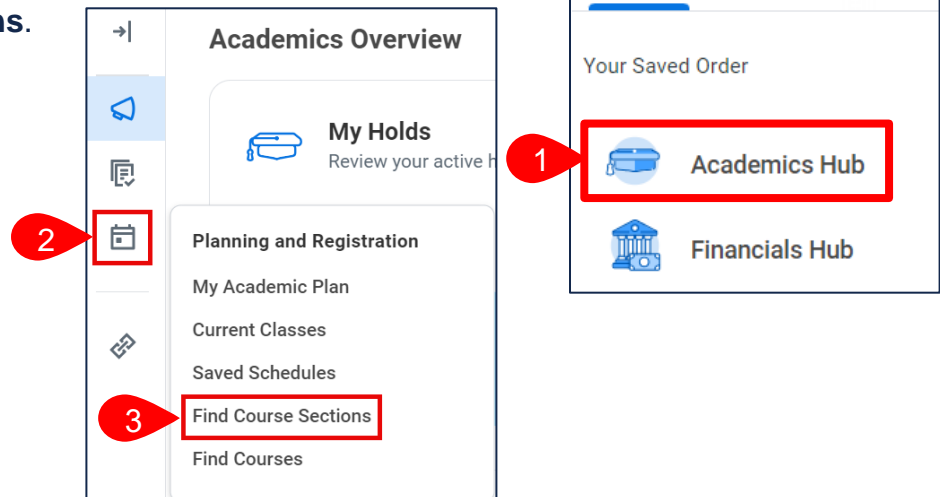 ns.
Academics Overview
My Holds
Review your active h
2
Planning and Registration
My Academic Plan
Current Classes
Saved Schedules
3
Find Course Sections
Find Courses
Your Saved Order
1
Academics Hub
Financials Hub